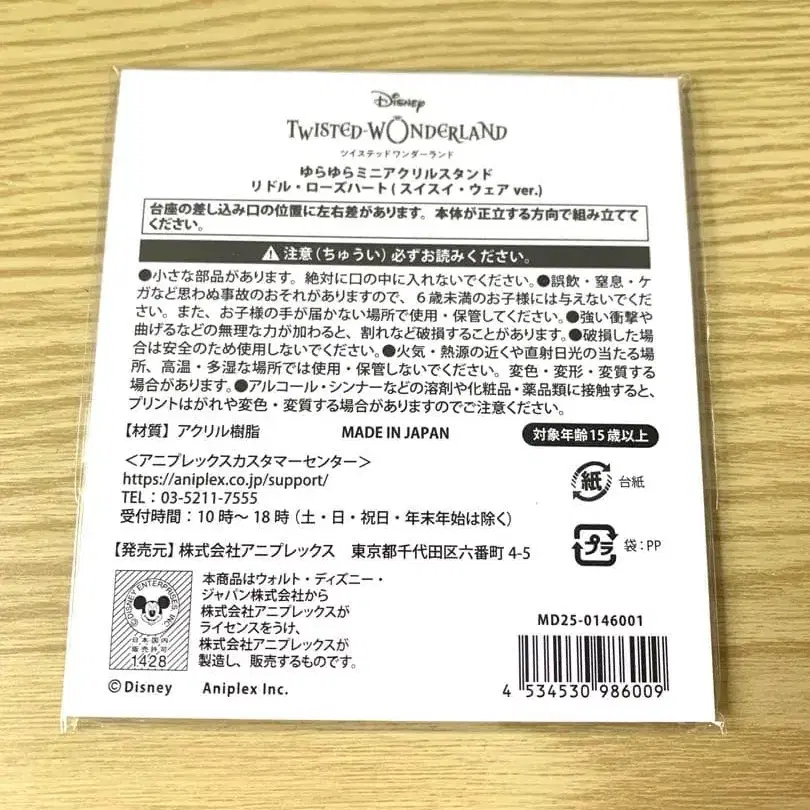 Disney
TWISTED-WONDERLAND
ツイステッドワンダーランド
ゆらゆらミニアクリルスタンド
リドル・ローズハート ( スイスイ・ウェア ver.)
台座の差し込み口の位置に左右差があります。本体が正立する方向で組み立てて
ください。
⚠注意（ちゅうい）必ずお読みください。
●小さな部品があります。絶対に口の中に入れないでください。●誤飲・窒息・ケ
ガなど思わぬ事故のおそれがありますので、６歳未満のお子様には与えないでくだ
さい。また、お子様の手が届かない場所で使用・保管してください。●強い衝撃や
曲げるなどの無理な力が加わると、割れなど破損することがあります。●破損した場
合は安全のため使用しないでください。●火気・熱源の近くや直射日光の当たる場
所、高温・多湿な場所では使用・保管しないでください。変色・変形・変質する
場合があります。●アルコール・シンナーなどの溶剤や化粧品・薬品類に接触すると、
プリントはがれや変色・変質する場合がありますのでご注意ください。
【材質】アクリル樹脂 MADE IN JAPAN 対象年齢15歳以上
＜アニプレックスカスタマーセンター＞
https://aniplex.co.jp/support/
TEL：03-5211-7555
受付時間：10時～18時（土・日・祝日・年末年始は除く）
紙 台紙
プラ 袋：PP
【発売元】株式会社アニプレックス 東京都千代田区六番町 4-5
©DISNEY ENTERPRISES, INC.
日本国内
販売許可
1428
本商品はウォルト・ディズニー・
ジャパン株式会社から
株式会社アニプレックスが
ライセンスをうけ、
株式会社アニプレックスが
製造し、販売するものです。
©Disney Aniplex Inc.
MD25-0146001
4 534530 986009